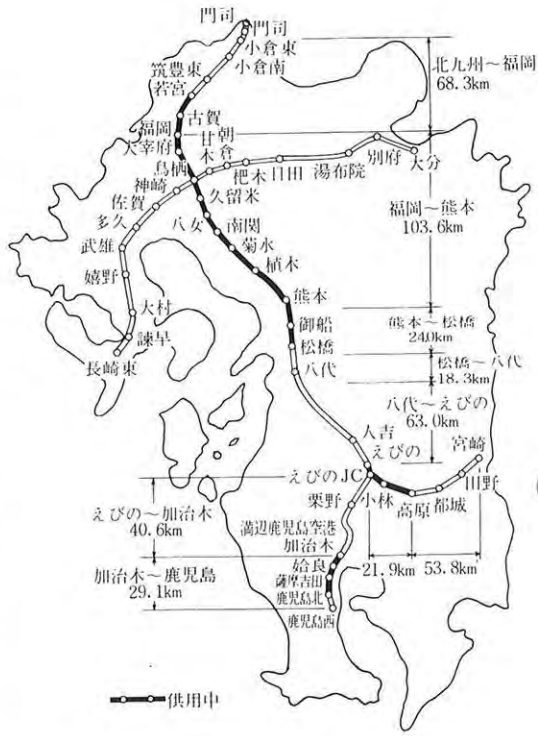 門司
門司
小倉東
小倉南
筑豊東
若宮
北九州～福岡
68.3km
古賀
福岡
大宰府
甘木
朝倉
鳥栖
杷木
日田
湯布院
別府
大分
神崎
佐賀
多久
武雄
嬉野
大村
諫早
長崎東
久留米
八女
南関
菊水
植木
福岡～熊本
103.6km
熊本
御船
松橋
八代
熊本～松橋
24.0km
松橋～八代
18.3km
八代～えびの
63.0km
人吉
えびの
宮崎
田野
えびのJC
小林
高原
都城
栗野
溝辺鹿児島空港
加治木
姶良
薩摩吉田
鹿児島北
鹿児島西
えびの～加治木
40.6km
加治木～鹿児島
29.1km
21.9km
53.8km
供用中